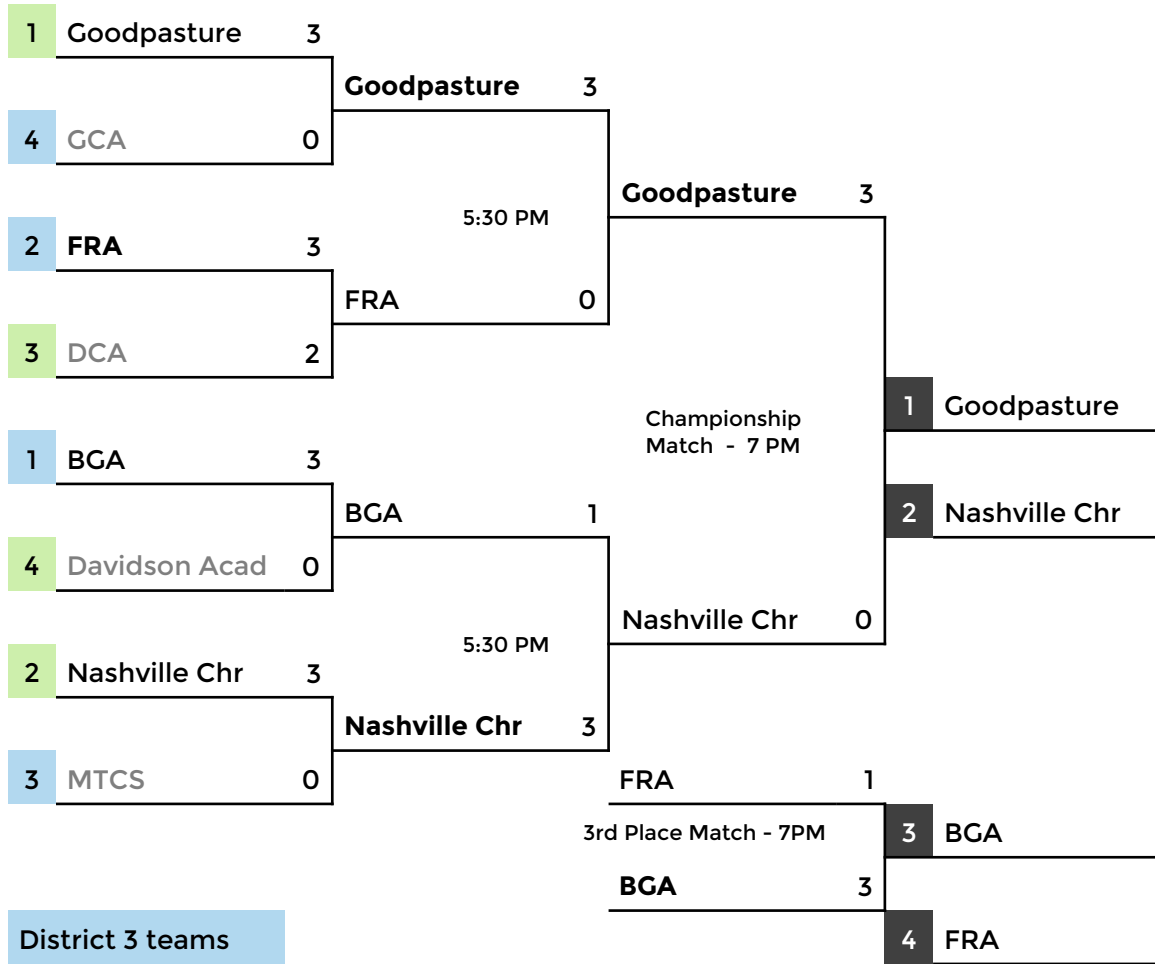 1 Goodpasture 3
Goodpasture 3
4 GCA 0
Goodpasture 3
5:30 PM
2 FRA 3
FRA 0
3 DCA 2
1 Goodpasture
Championship
Match - 7 PM
1 BGA 3
BGA 1
2 Nashville Chr
4 Davidson Acad 0
Nashville Chr 0
5:30 PM
2 Nashville Chr 3
Nashville Chr 3
3 MTCS 0
FRA 1
3rd Place Match - 7PM
3 BGA
BGA 3
District 3 teams
4 FRA